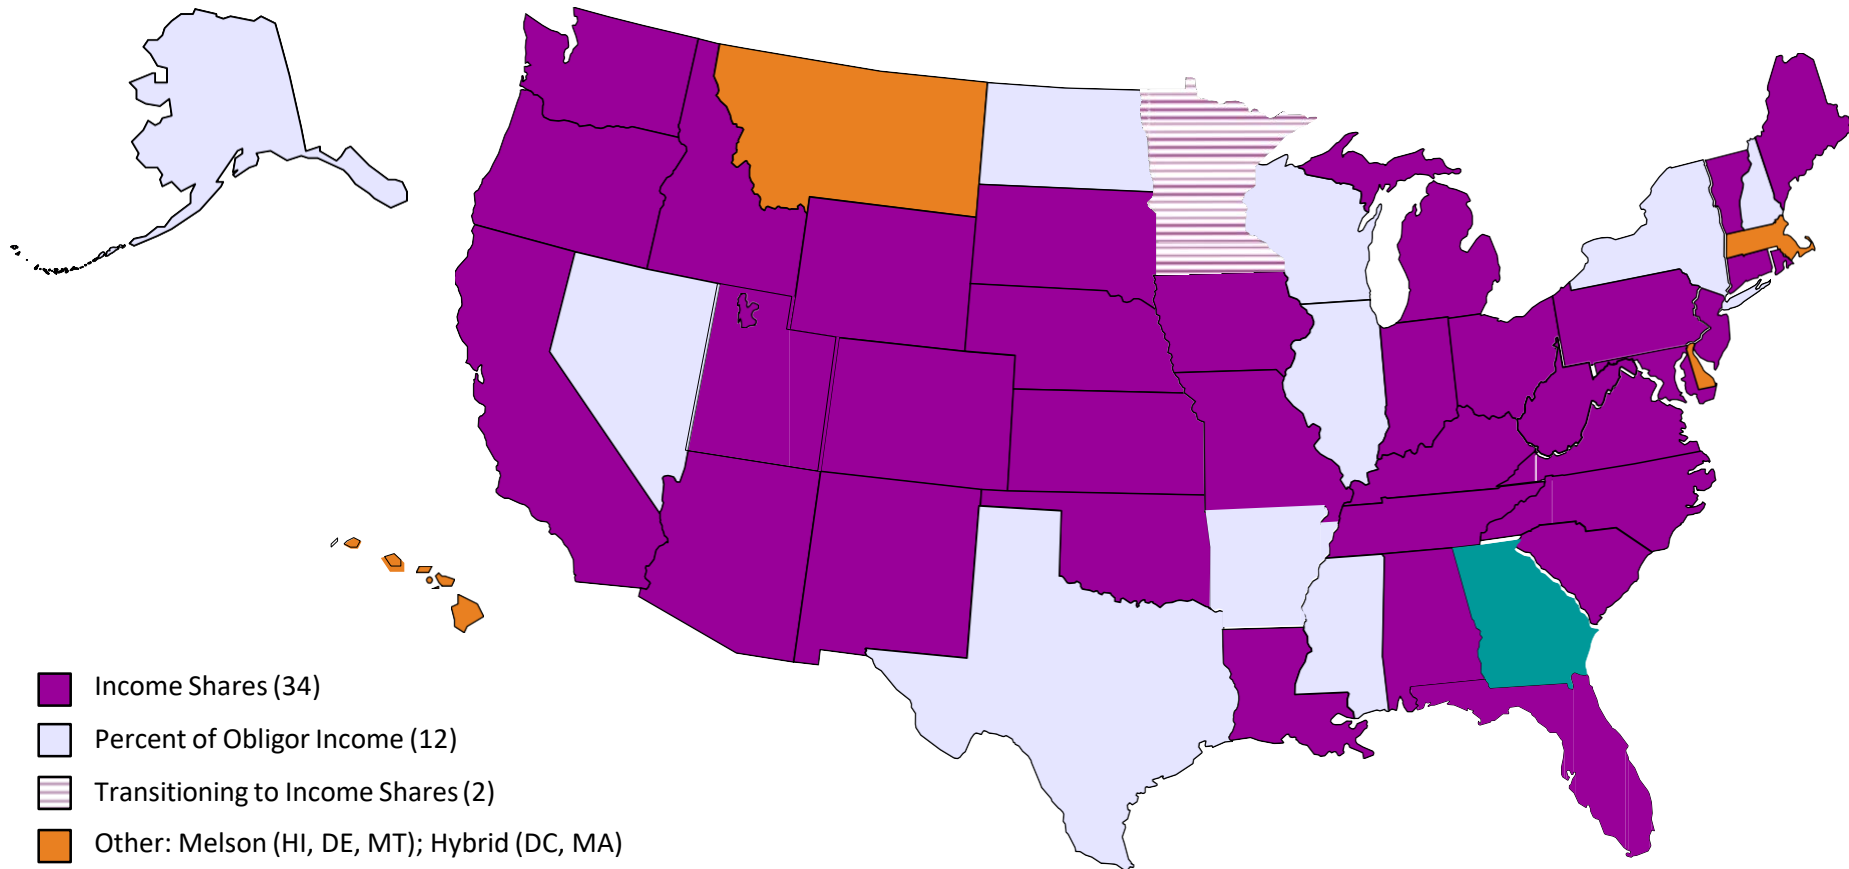 Income Shares (34)
Percent of Obligor Income (12)
Transitioning to Income Shares (2)
Other: Melson (HI, DE, MT); Hybrid (DC, MA)